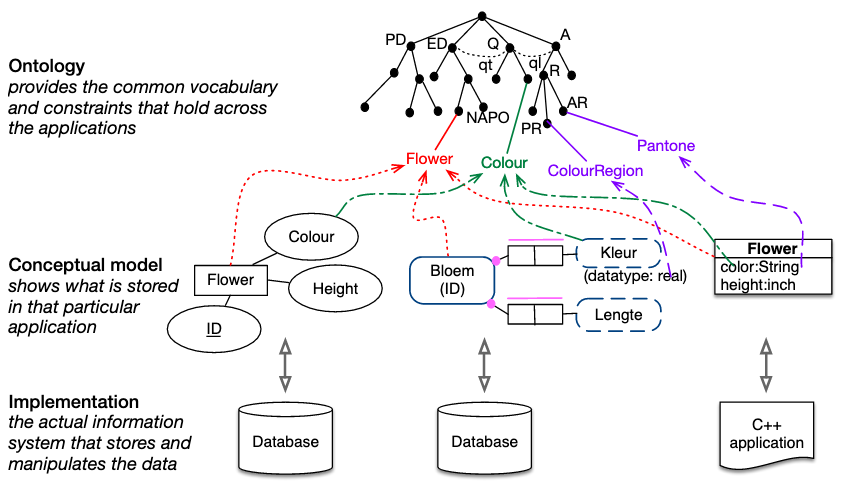 PD
ED
Q
A
qt
ql
R
NAPO
AR
PR
Ontology
provides the common vocabulary
and constraints that hold across
the applications
Flower
Colour
ColourRegion
Pantone
Conceptual model
shows what is stored
in that particular
application
Colour
Flower
Height
ID
Bloem
(ID)
Kleur
(datatype: real)
Lengte
Flower
color:String
height:inch
Implementation
the actual information
system that stores and
manipulates the data
Database
Database
C++
application